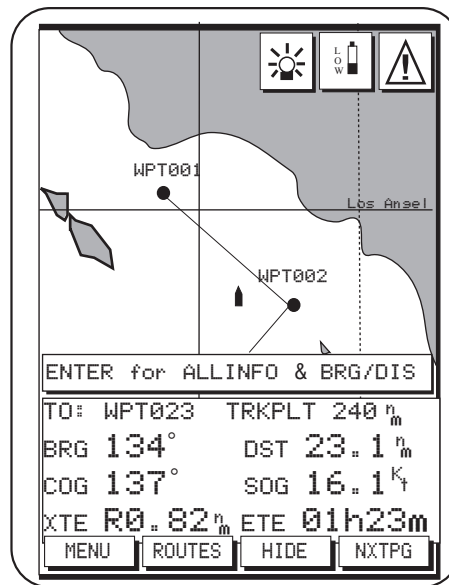 LOW
WPT001
Los Angel
WPT002
ENTER for ALLINFO & BRG/DIS
TO: WPT023 TRKPLT 240 nm
BRG 134° DST 23.1 nm
COG 137° SOG 16.1 Kt
XTE R0.82 nm ETE 01h23m
MENU ROUTES HIDE NXTPG